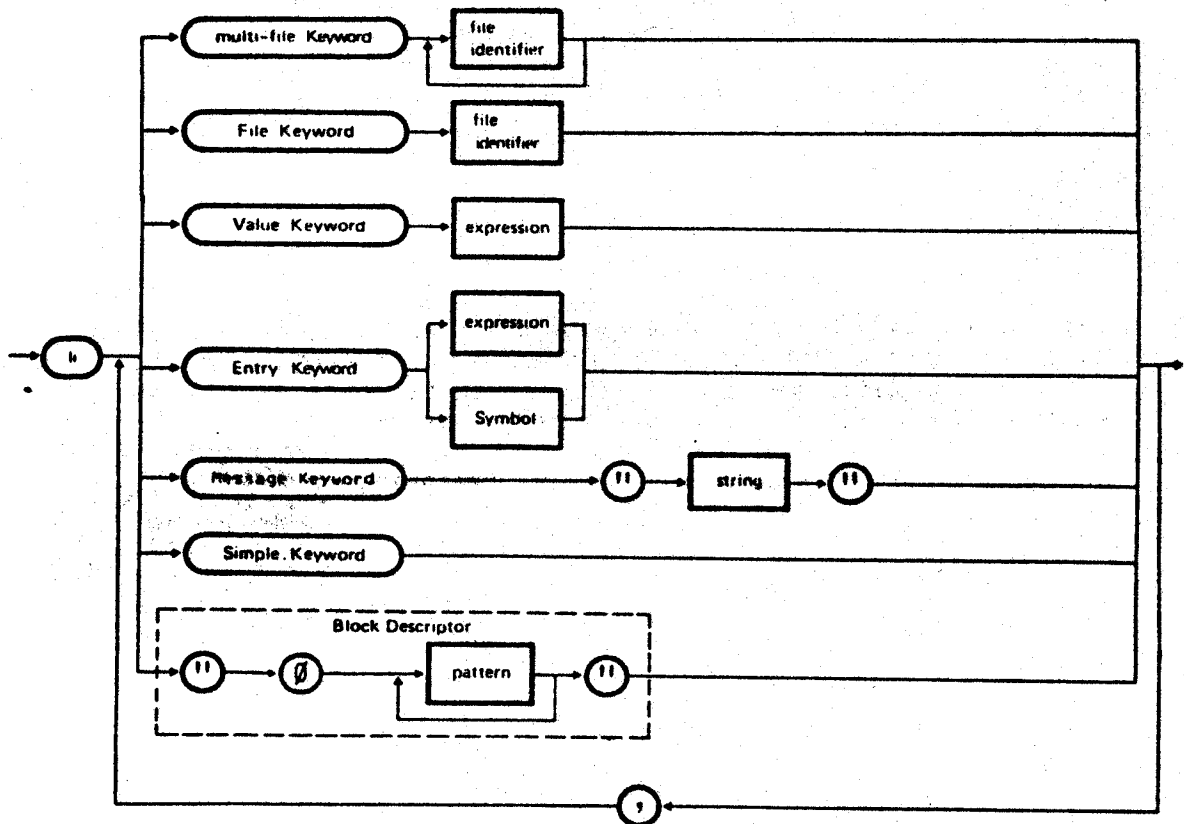 multi-file Keyword
file
identifier
File Keyword
file
identifier
Value Keyword
expression
expression
Entry Keyword
Symbol
Message Keyword
"
string
"
Simple Keyword
Block Descriptor
"
Ø
pattern
"
,